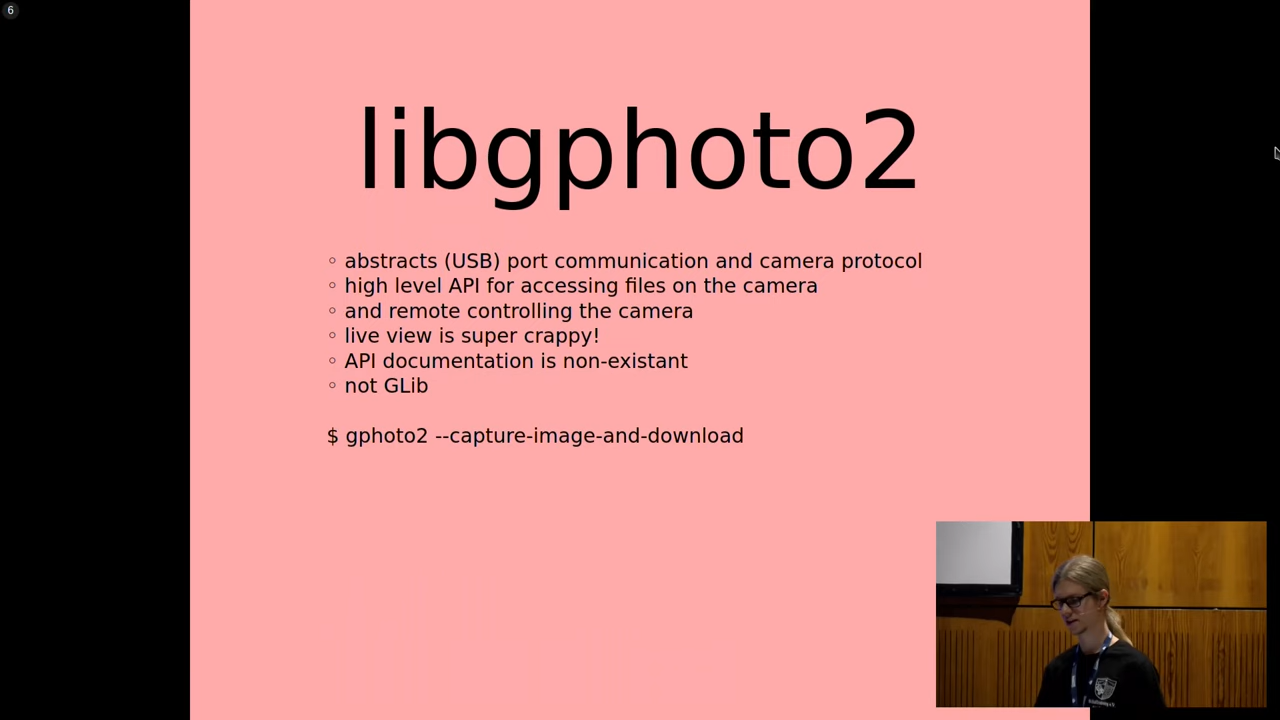 6
libgphoto2
◦ abstracts (USB) port communication and camera protocol
◦ high level API for accessing files on the camera
◦ and remote controlling the camera
◦ live view is super crappy!
◦ API documentation is non-existant
◦ not GLib
$ gphoto2 --capture-image-and-download